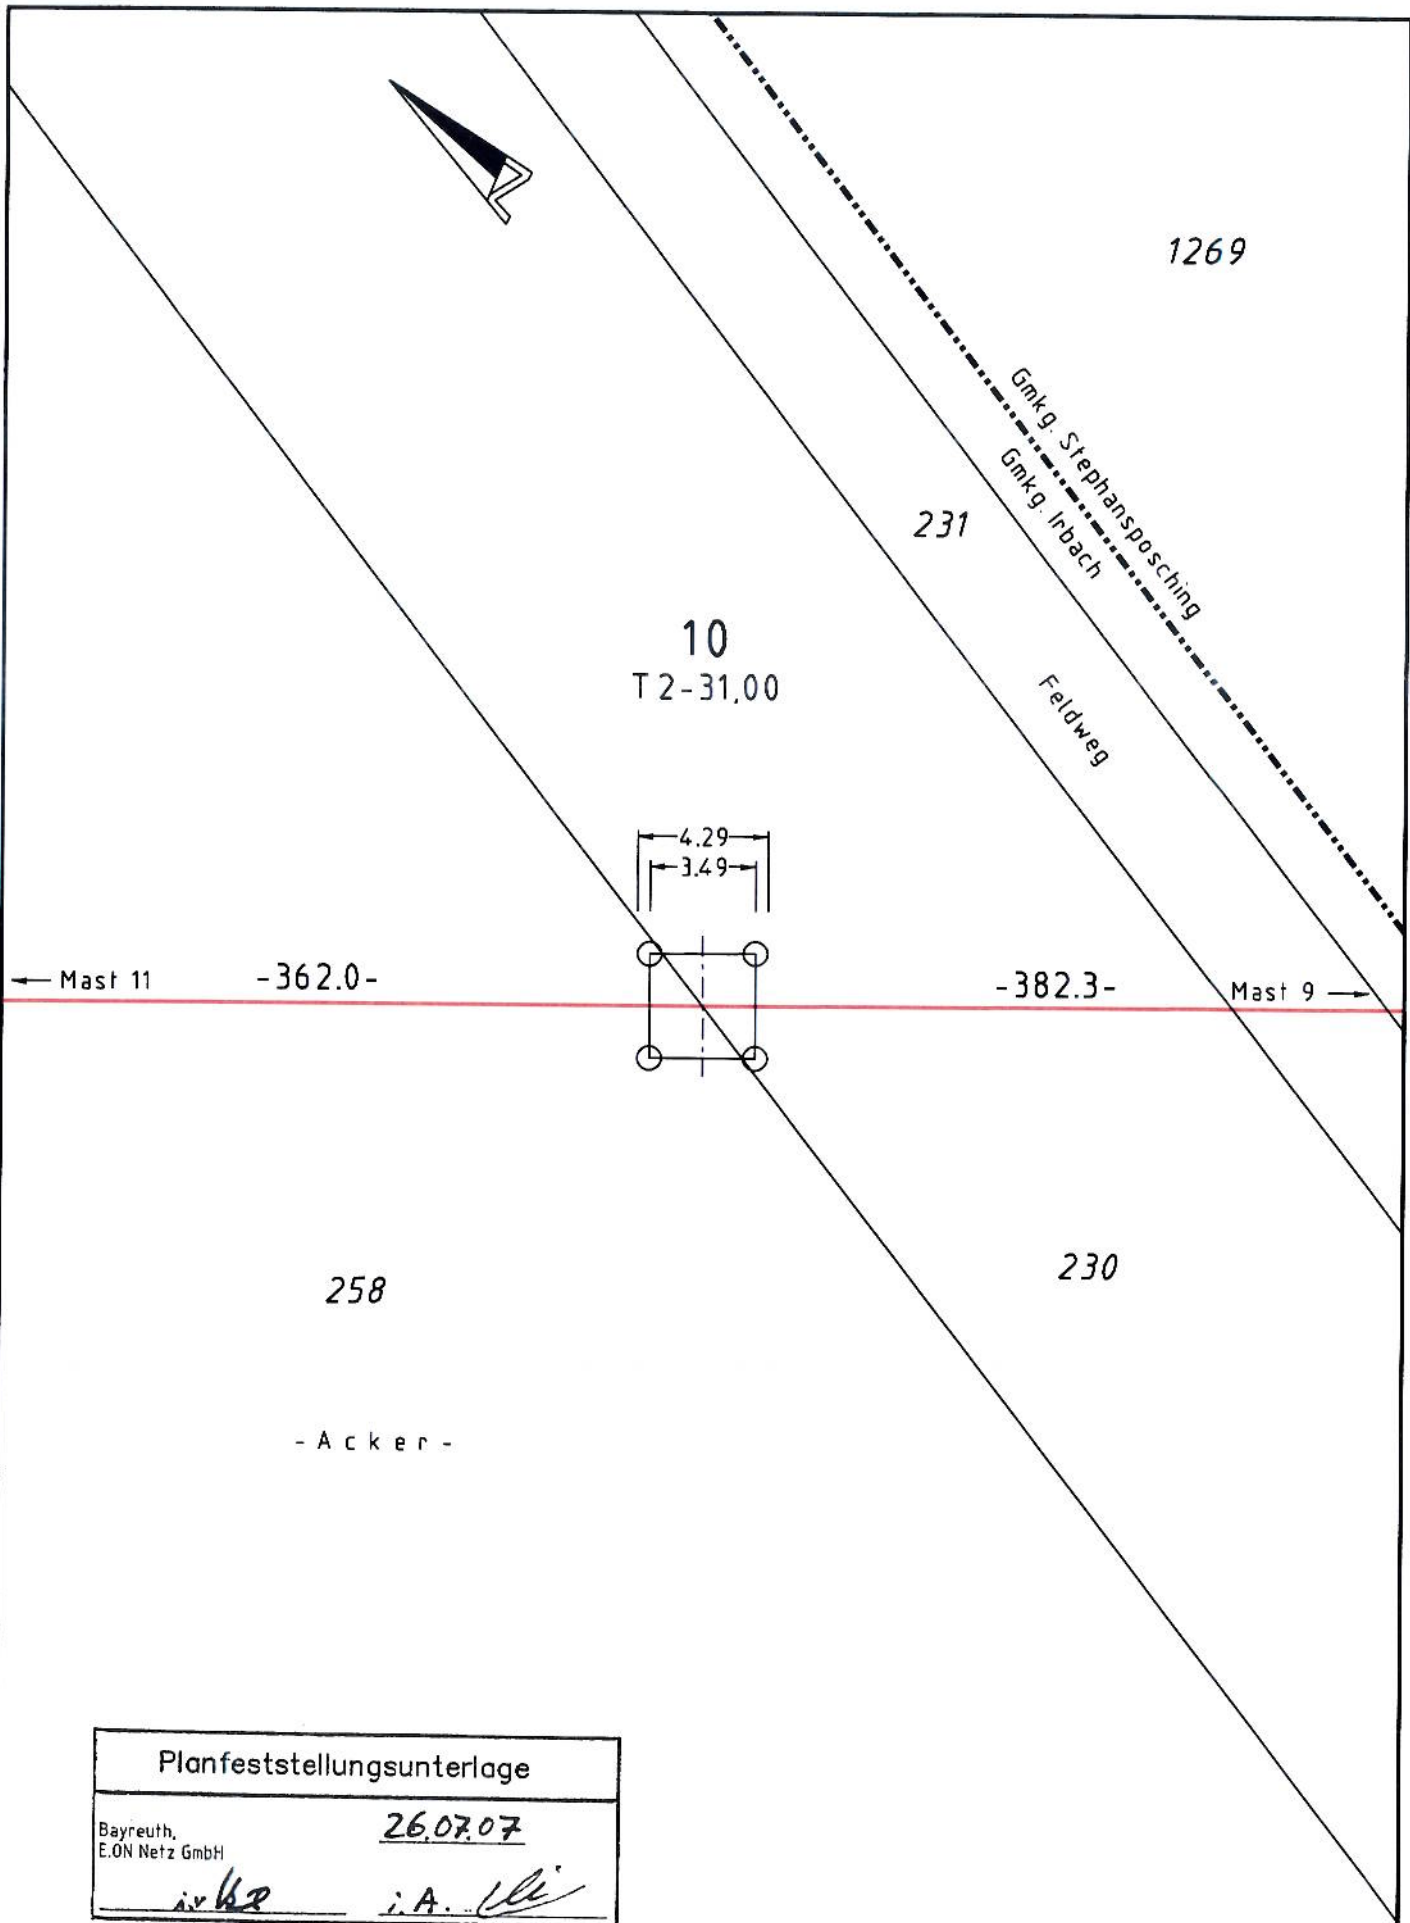 1269
Gmkg. Stephansposching
Gmkg. Irbach
231
10
T 2-31,00
Feldweg
4.29
3.49
Mast 11
-362.0-
-382.3-
Mast 9
258
230
-Acker-
Planfeststellungsunterlage
Bayreuth,
E.ON Netz GmbH
26.07.07
i.V.
i.A.